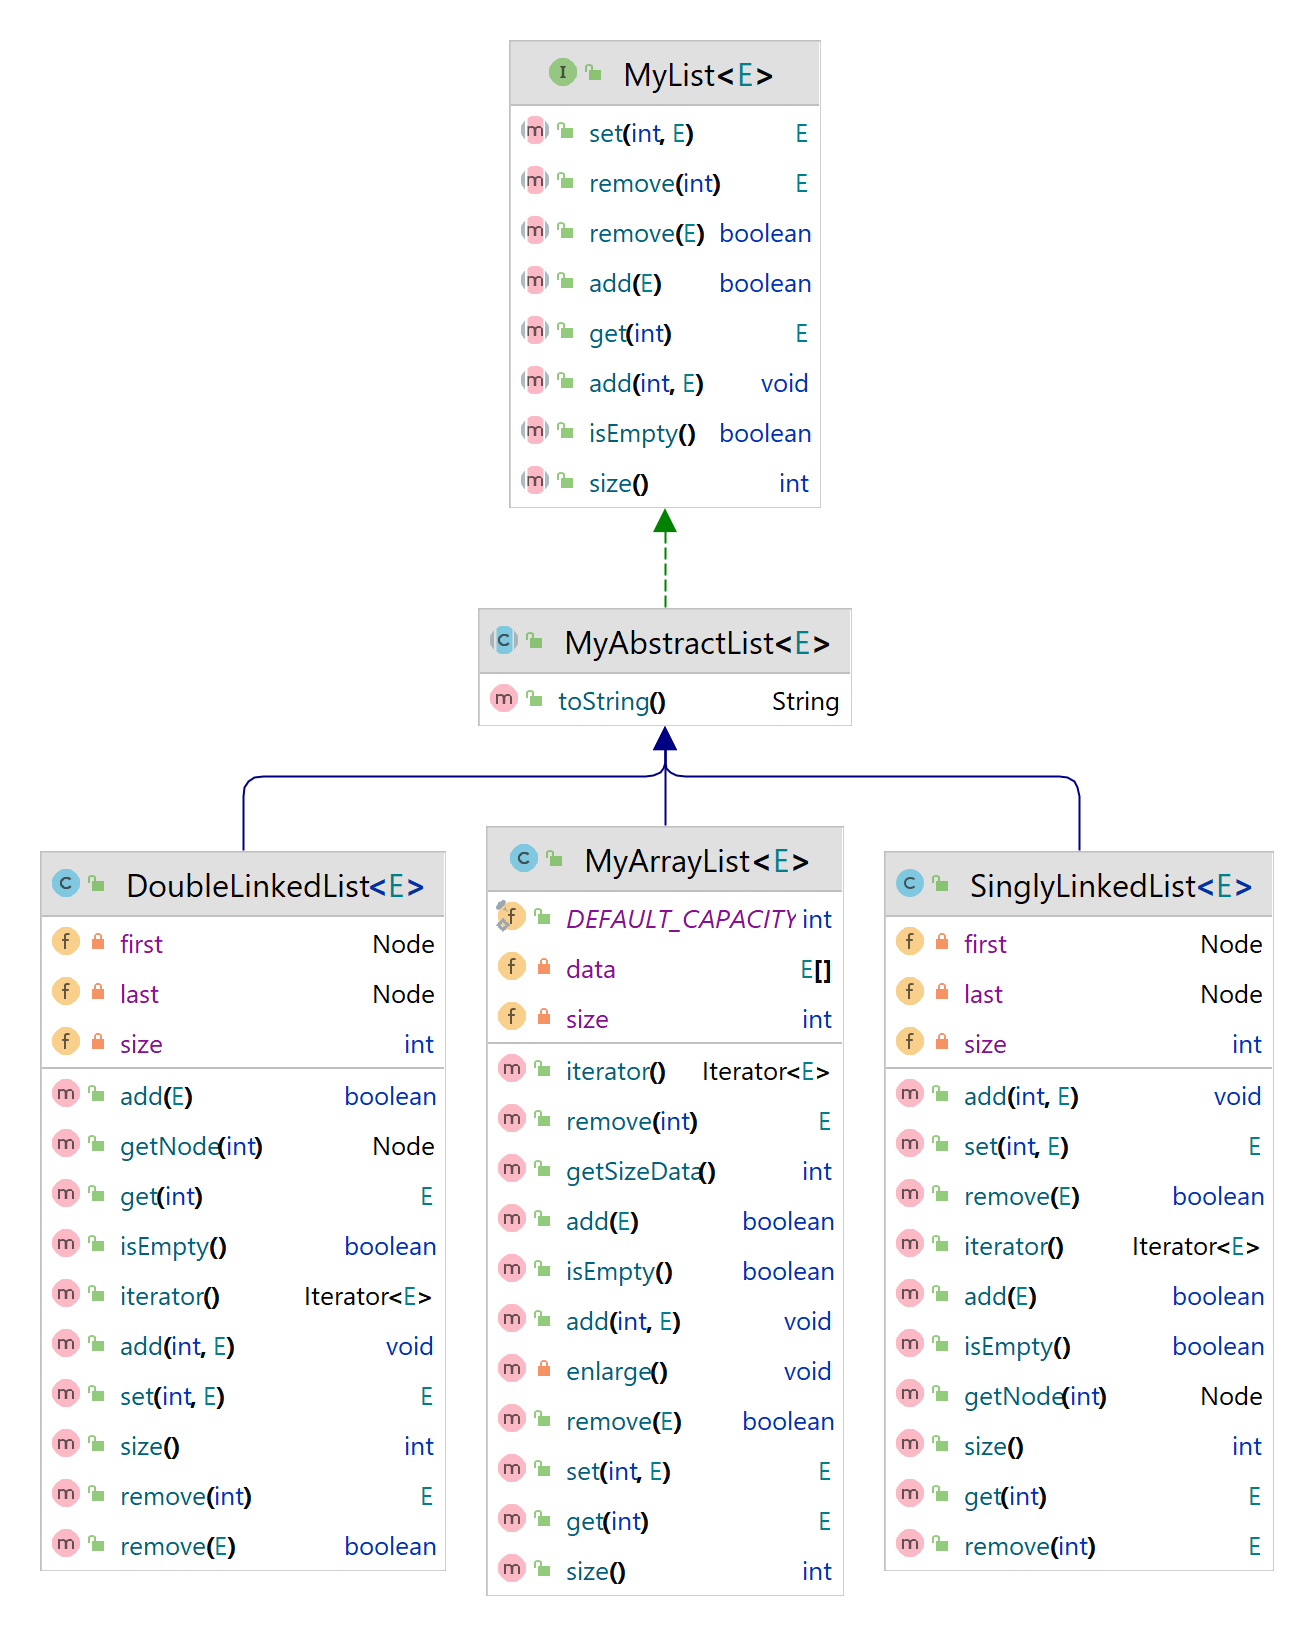 I MyList<E>
m set(int, E) E
m remove(int) E
m remove(E) boolean
m add(E) boolean
m get(int) E
m add(int, E) void
m isEmpty() boolean
m size() int
C MyAbstractList<E>
m toString() String
C DoubleLinkedList<E>
f first Node
f last Node
f size int
m add(E) boolean
m getNode(int) Node
m get(int) E
m isEmpty() boolean
m iterator() Iterator<E>
m add(int, E) void
m set(int, E) E
m size() int
m remove(int) E
m remove(E) boolean
C MyArrayList<E>
f DEFAULT_CAPACITY int
f data E[]
f size int
m iterator() Iterator<E>
m remove(int) E
m getSizeData() int
m add(E) boolean
m isEmpty() boolean
m add(int, E) void
m enlarge() void
m remove(E) boolean
m set(int, E) E
m get(int) E
m size() int
C SinglyLinkedList<E>
f first Node
f last Node
f size int
m add(int, E) void
m set(int, E) E
m remove(E) boolean
m iterator() Iterator<E>
m add(E) boolean
m isEmpty() boolean
m getNode(int) Node
m size() int
m get(int) E
m remove(int) E